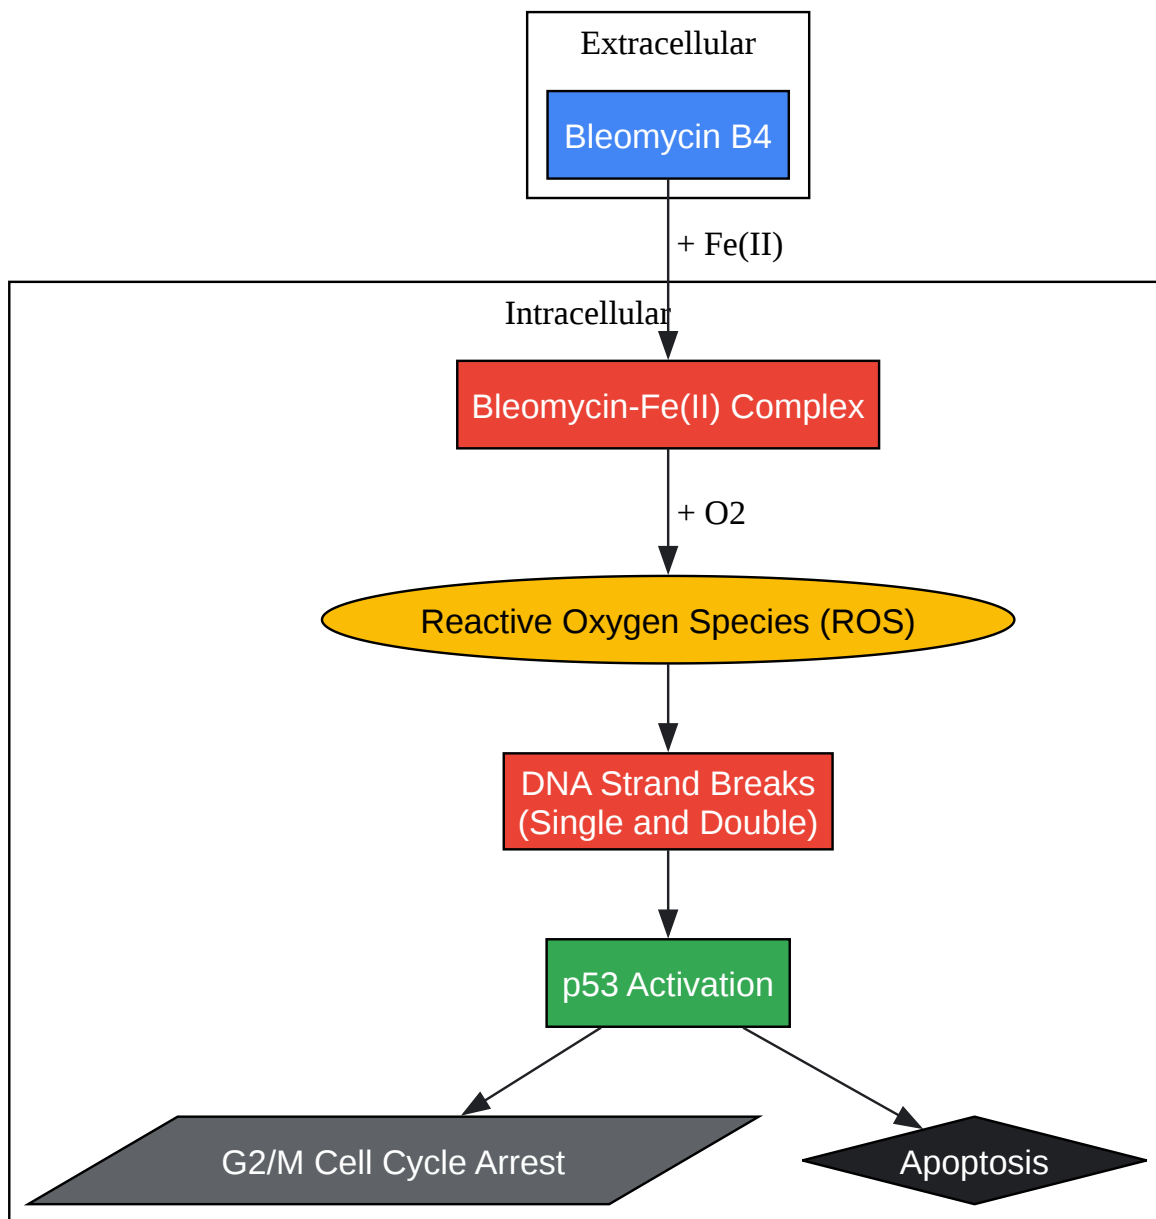 Extracellular
Bleomycin B4
+ Fe(II)
Intracellular
Bleomycin-Fe(II) Complex
+ O2
Reactive Oxygen Species (ROS)
DNA Strand Breaks
(Single and Double)
p53 Activation
G2/M Cell Cycle Arrest
Apoptosis